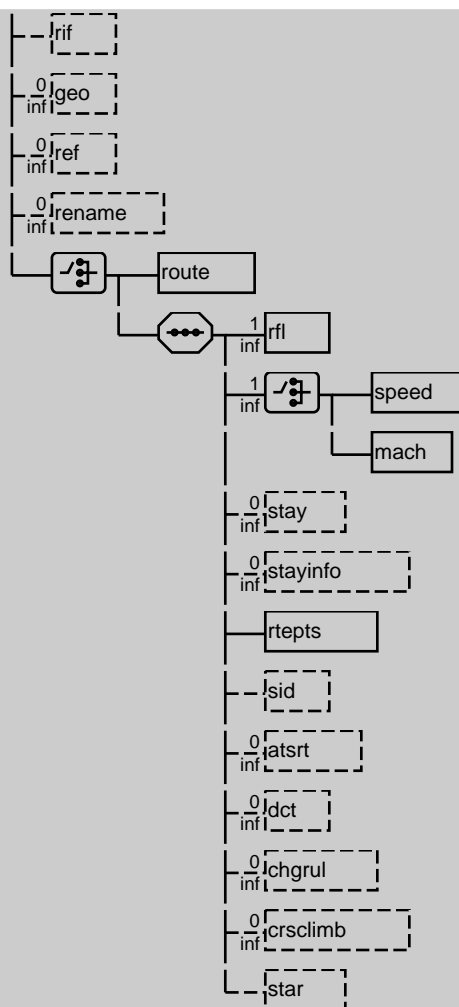 rif
0
inf
geo
0
inf
ref
0
inf
rename
route
1
inf
rfl
1
inf
speed
mach
0
inf
stay
0
inf
stayinfo
rtepts
sid
0
inf
atsrt
0
inf
dct
0
inf
chgrul
0
inf
crsclimb
star